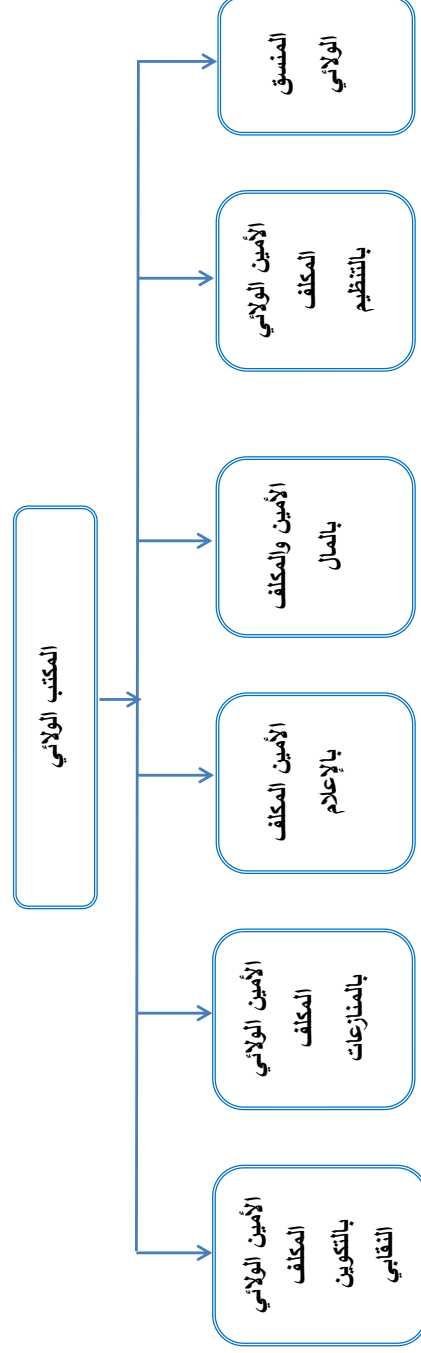 المكتب الولائي
المنسق
الولائي
الأمين الولائي
المكلف
بالتنظيم
الأمين والمكلف
بالمال
الأمين المكلف
بالإعلام
الأمين الولائي
المكلف
بالمنازعات
الأمين الولائي
المكلف
بالتكوين
النقابي